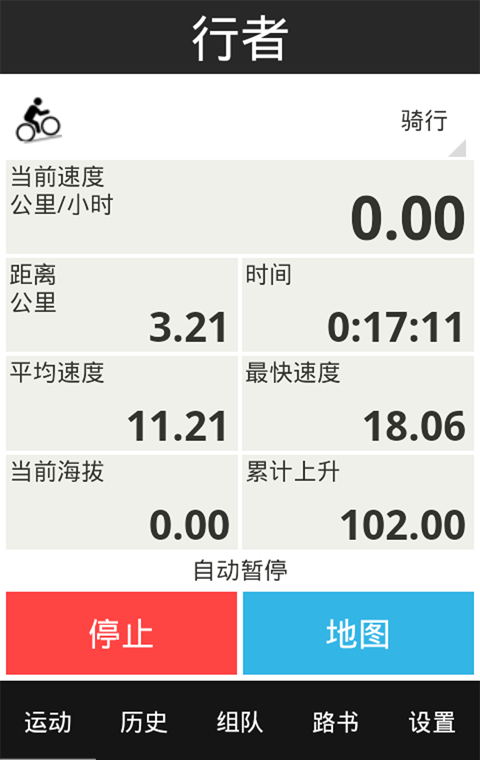 行者
骑行
当前速度
公里/小时
0.00
距离
公里
3.21
时间
0:17:11
平均速度
11.21
最快速度
18.06
当前海拔
0.00
累计上升
102.00
自动暂停
停止
地图
运动
历史
组队
路书
设置